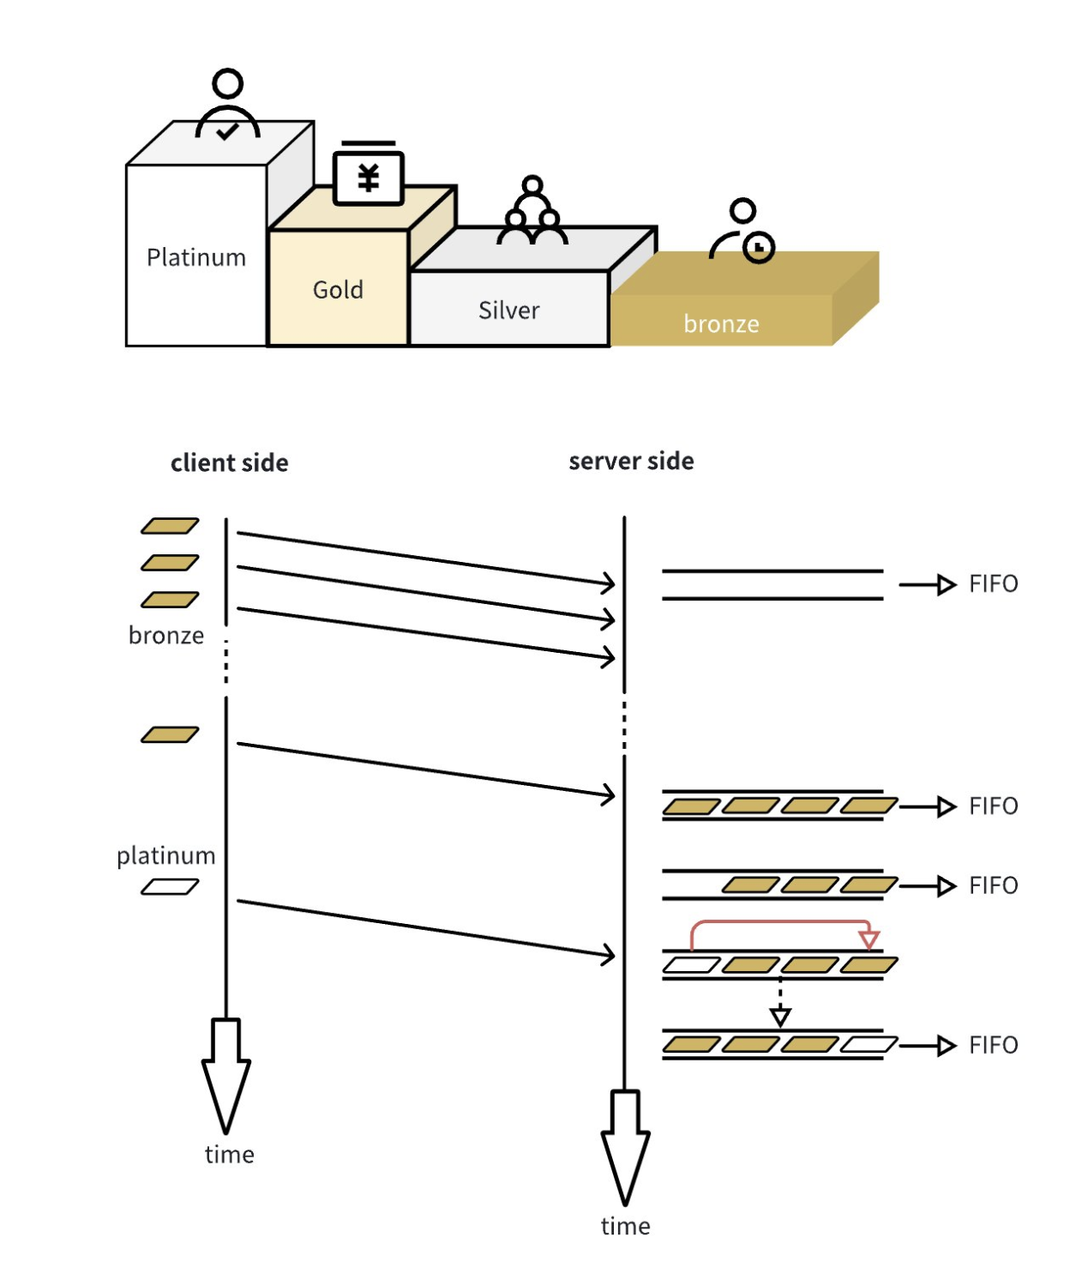 Platinum
¥
Gold
Silver
bronze
client side
server side
FIFO
bronze
FIFO
platinum
FIFO
FIFO
time
time